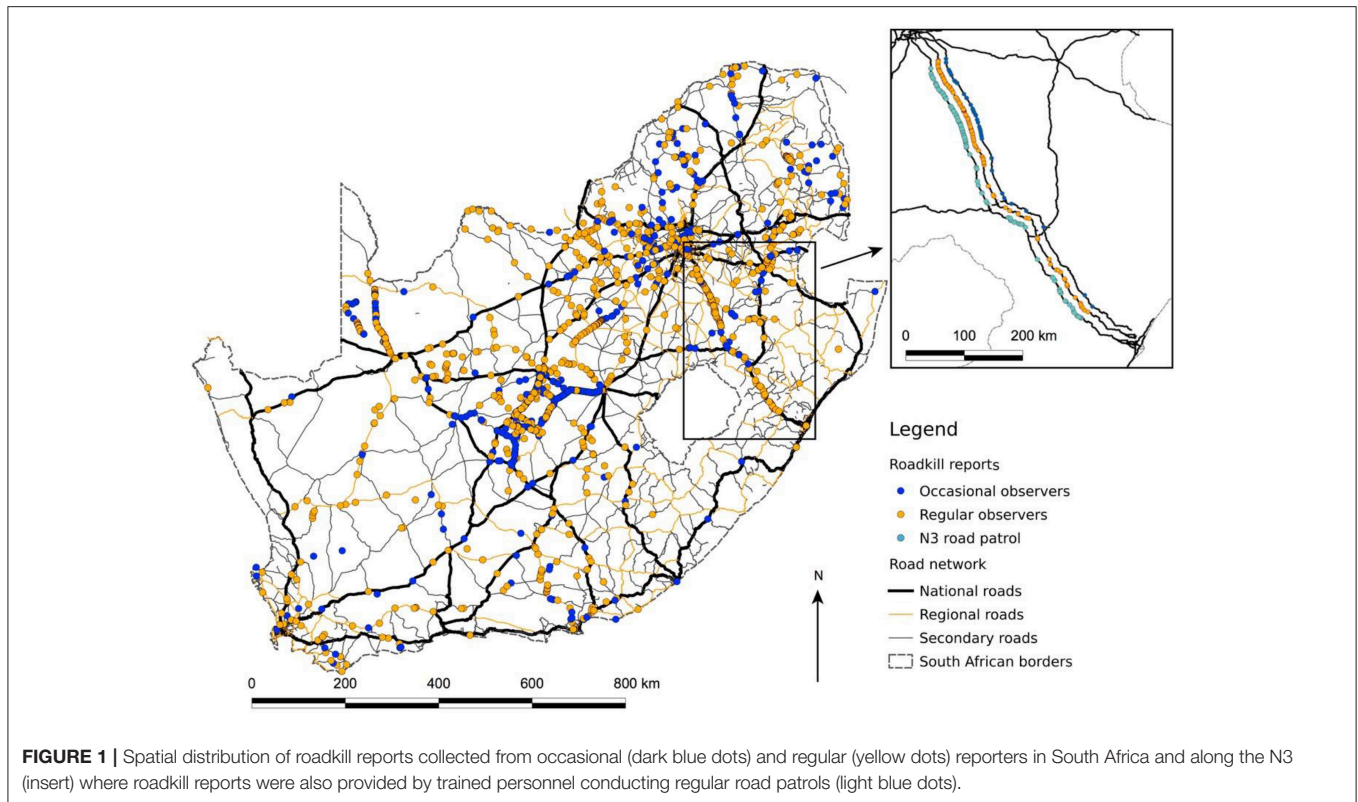 0 100 200 km
Legend
Roadkill reports
Occasional observers
Regular observers
N3 road patrol
Road network
National roads
Regional roads
Secondary roads
South African borders
N
0 200 400 600 800 km
FIGURE 1 | Spatial distribution of roadkill reports collected from occasional (dark blue dots) and regular (yellow dots) reporters in South Africa and along the N3
(insert) where roadkill reports were also provided by trained personnel conducting regular road patrols (light blue dots).